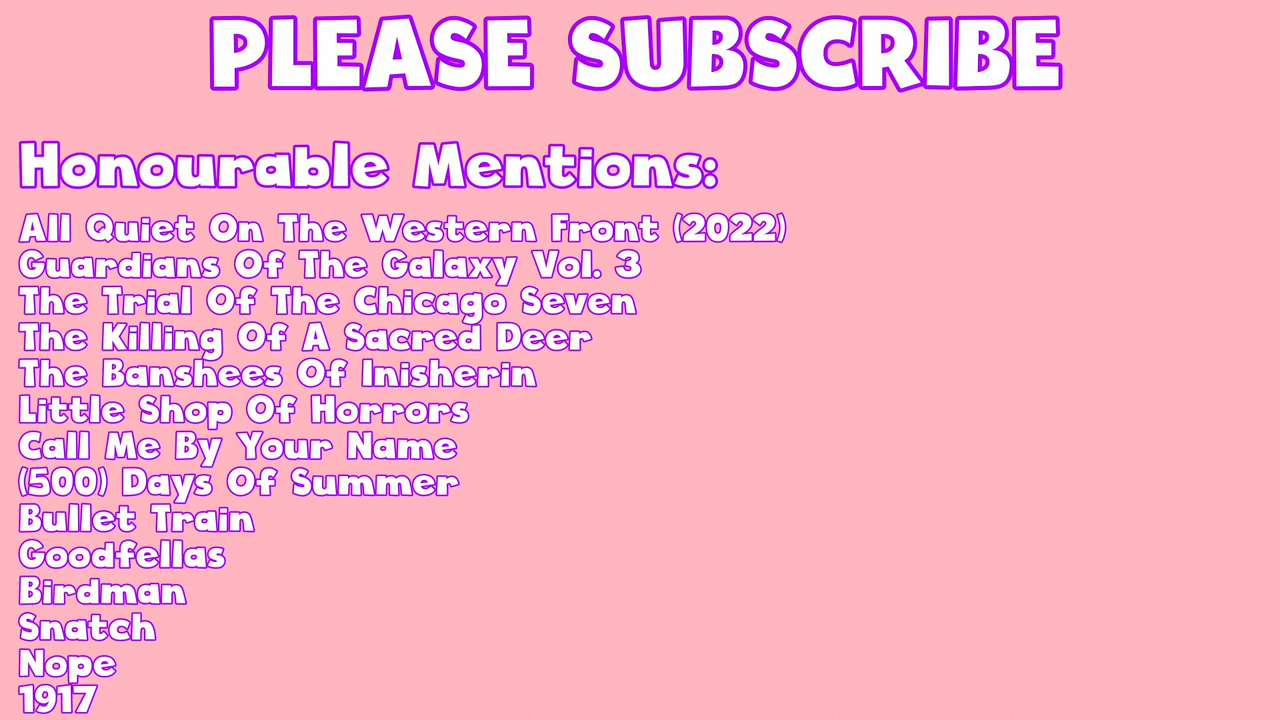 PLEASE SUBSCRIBE
Honourable Mentions:
All Quiet On The Western Front (2022)
Guardians Of The Galaxy Vol. 3
The Trial Of The Chicago Seven
The Killing Of A Sacred Deer
The Banshees Of Inisherin
Little Shop Of Horrors
Call Me By Your Name
(500) Days Of Summer
Bullet Train
Goodfellas
Birdman
Snatch
Nope
1917